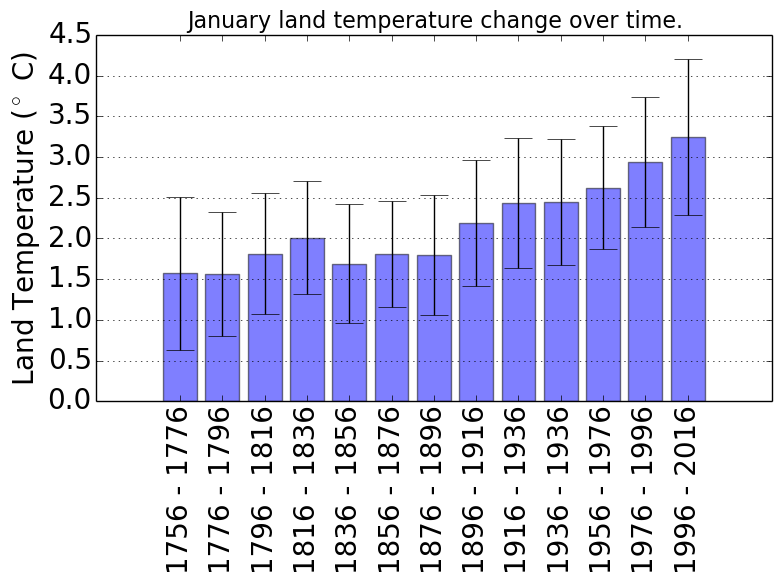 January land temperature change over time.
Land Temperature (° C)
4.5
4.0
3.5
3.0
2.5
2.0
1.5
1.0
0.5
0.0
1756 - 1776
1776 - 1796
1796 - 1816
1816 - 1836
1836 - 1856
1856 - 1876
1876 - 1896
1896 - 1916
1916 - 1936
1936 - 1936
1956 - 1976
1976 - 1996
1996 - 2016